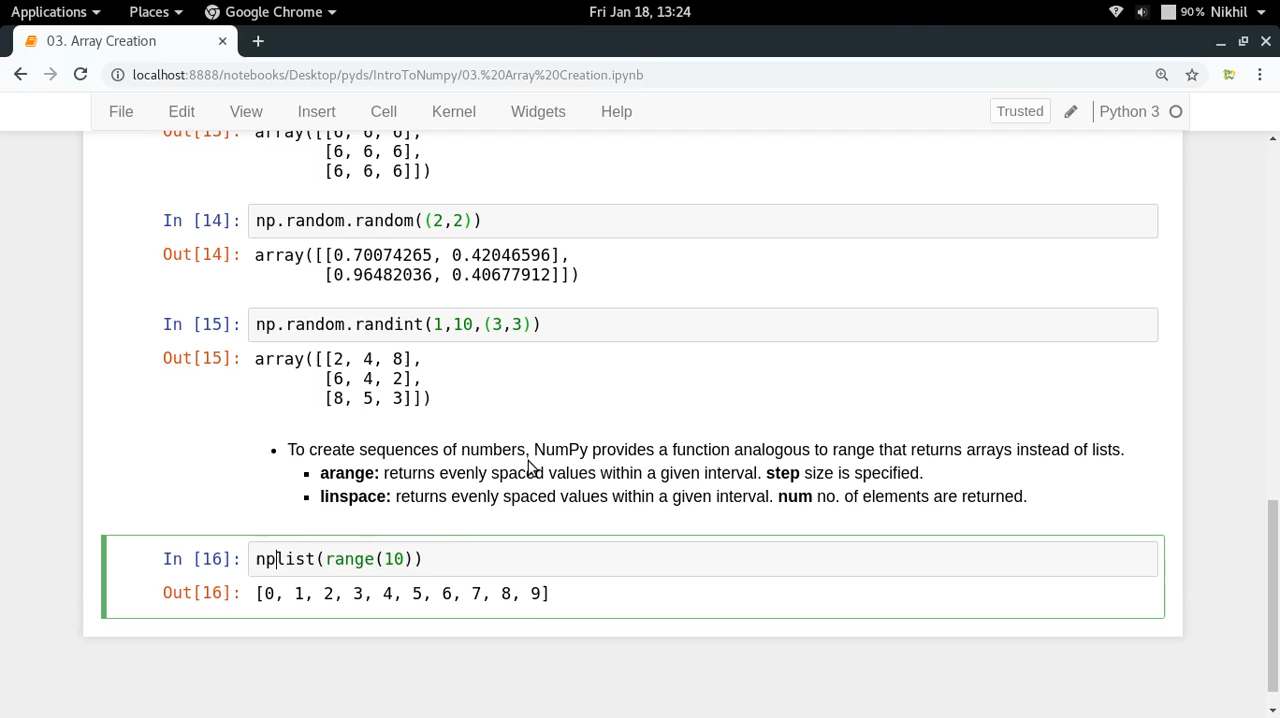 Applications Places Google Chrome Fri Jan 18, 13:24 90% Nikhil
03. Array Creation
localhost:8888/notebooks/Desktop/pyds/IntroToNumpy/03.%20Array%20Creation.ipynb
File Edit View Insert Cell Kernel Widgets Help Trusted Python 3
Out[13]: array([[6, 6, 6],
[6, 6, 6],
[6, 6, 6]])
In [14]: np.random.random((2,2))
Out[14]: array([[0.70074265, 0.42046596],
[0.96482036, 0.40677912]])
In [15]: np.random.randint(1,10,(3,3))
Out[15]: array([[2, 4, 8],
[6, 4, 2],
[8, 5, 3]])
• To create sequences of numbers, NumPy provides a function analogous to range that returns arrays instead of lists.
▪ arange: returns evenly spaced values within a given interval. step size is specified.
▪ linspace: returns evenly spaced values within a given interval. num no. of elements are returned.
In [16]: nplist(range(10))
Out[16]: [0, 1, 2, 3, 4, 5, 6, 7, 8, 9]